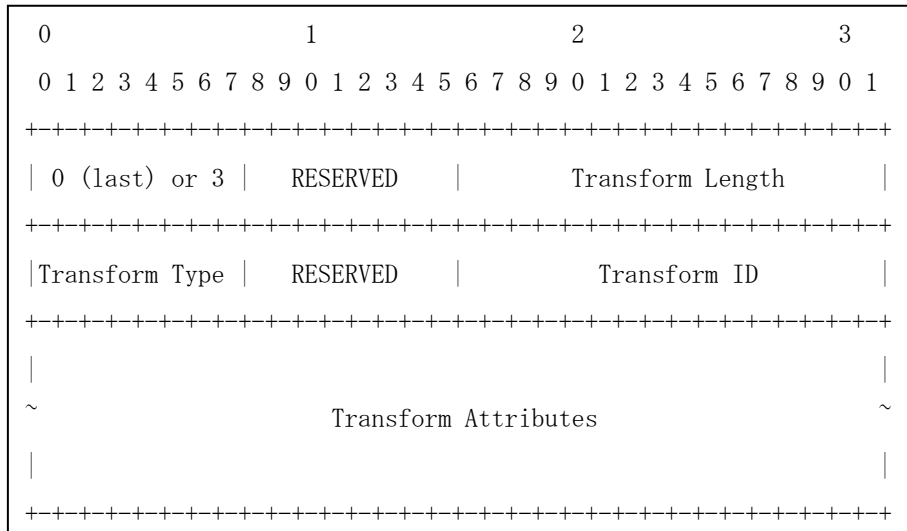 0                   1                   2                   3
0 1 2 3 4 5 6 7 8 9 0 1 2 3 4 5 6 7 8 9 0 1 2 3 4 5 6 7 8 9 0 1
+-+-+-+-+-+-+-+-+-+-+-+-+-+-+-+-+-+-+-+-+-+-+-+-+-+-+-+-+-+-+-+-+
| 0 (last) or 3 |   RESERVED    |        Transform Length       |
+-+-+-+-+-+-+-+-+-+-+-+-+-+-+-+-+-+-+-+-+-+-+-+-+-+-+-+-+-+-+-+-+
|Transform Type |   RESERVED    |          Transform ID         |
+-+-+-+-+-+-+-+-+-+-+-+-+-+-+-+-+-+-+-+-+-+-+-+-+-+-+-+-+-+-+-+-+
|                                                               |
~                      Transform Attributes                     ~
|                                                               |
+-+-+-+-+-+-+-+-+-+-+-+-+-+-+-+-+-+-+-+-+-+-+-+-+-+-+-+-+-+-+-+-+